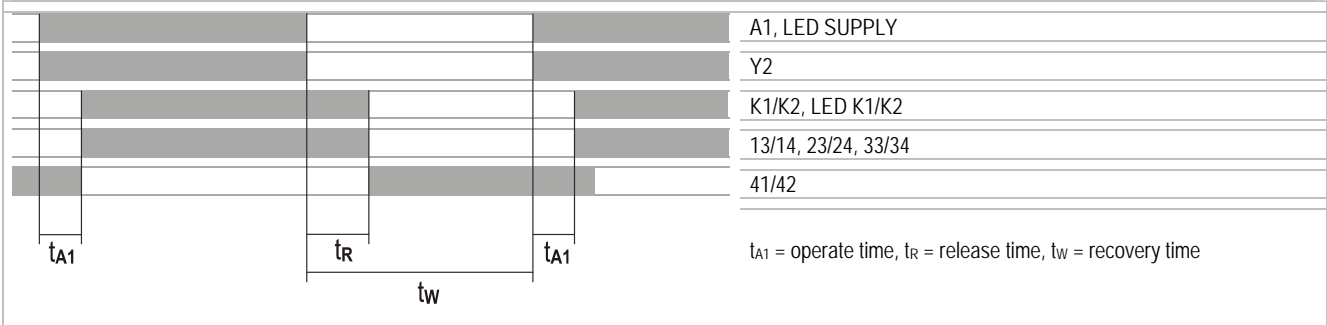 A1, LED SUPPLY
Y2
K1/K2, LED K1/K2
13/14, 23/24, 33/34
41/42
tA1 tR tA1
tA1 = operate time, tR = release time, tW = recovery time
tW